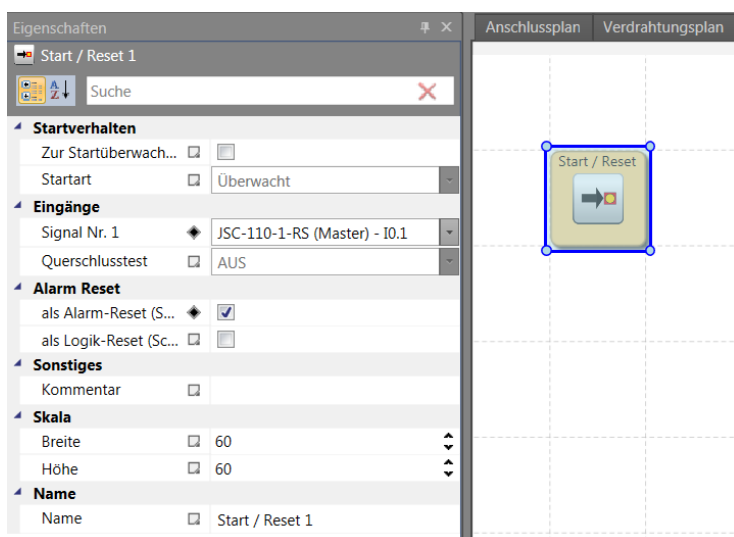 Eigenschaften
Anschlussplan Verdrahtungsplan
Start / Reset 1
A Z Suche
Startverhalten
Zur Startüberwach...
Startart Überwacht
Eingänge
Signal Nr. 1 JSC-110-1-RS (Master) - I0.1
Querschlusstest AUS
Alarm Reset
als Alarm-Reset (S...
als Logik-Reset (Sc...
Sonstiges
Kommentar
Skala
Breite 60
Höhe 60
Name
Name Start / Reset 1
Start / Reset